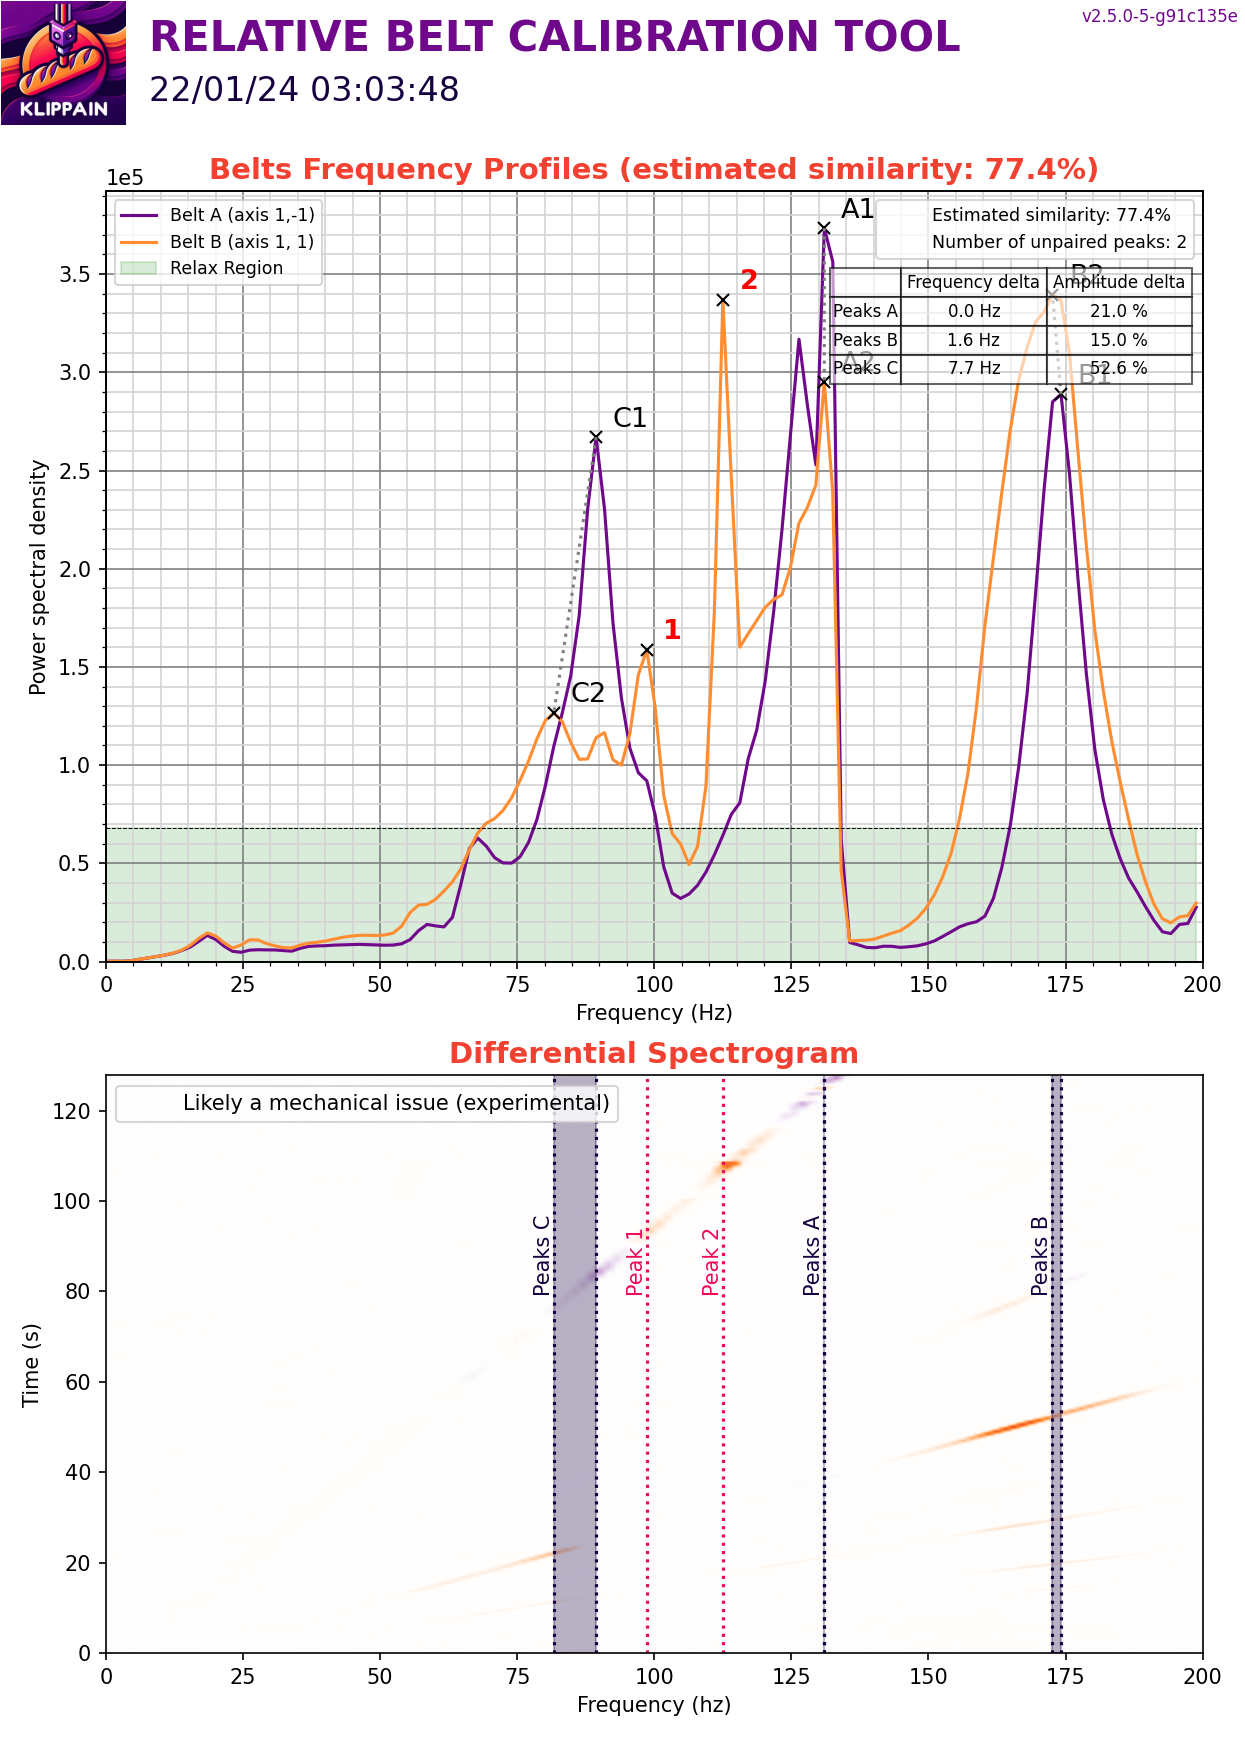 v2.5.0-5-g91c135e
RELATIVE BELT CALIBRATION TOOL
22/01/24 03:03:48
KLIPPAIN
Belts Frequency Profiles (estimated similarity: 77.4%)
1e5
Belt A (axis 1,-1)
Belt B (axis 1, 1)
Relax Region
Estimated similarity: 77.4%
Number of unpaired peaks: 2
Frequency delta Amplitude delta
Peaks A 0.0 Hz 21.0 %
Peaks B 1.6 Hz 15.0 %
Peaks C 7.7 Hz 52.6 %
A1
A2
B2
B1
C1
C2
1
2
3.5
3.0
2.5
2.0
1.5
1.0
0.5
0.0
Power spectral density
0 25 50 75 100 125 150 175 200
Frequency (Hz)
Differential Spectrogram
Likely a mechanical issue (experimental)
Peaks C
Peak 1
Peak 2
Peaks A
Peaks B
120
100
80
60
40
20
0
Time (s)
0 25 50 75 100 125 150 175 200
Frequency (hz)